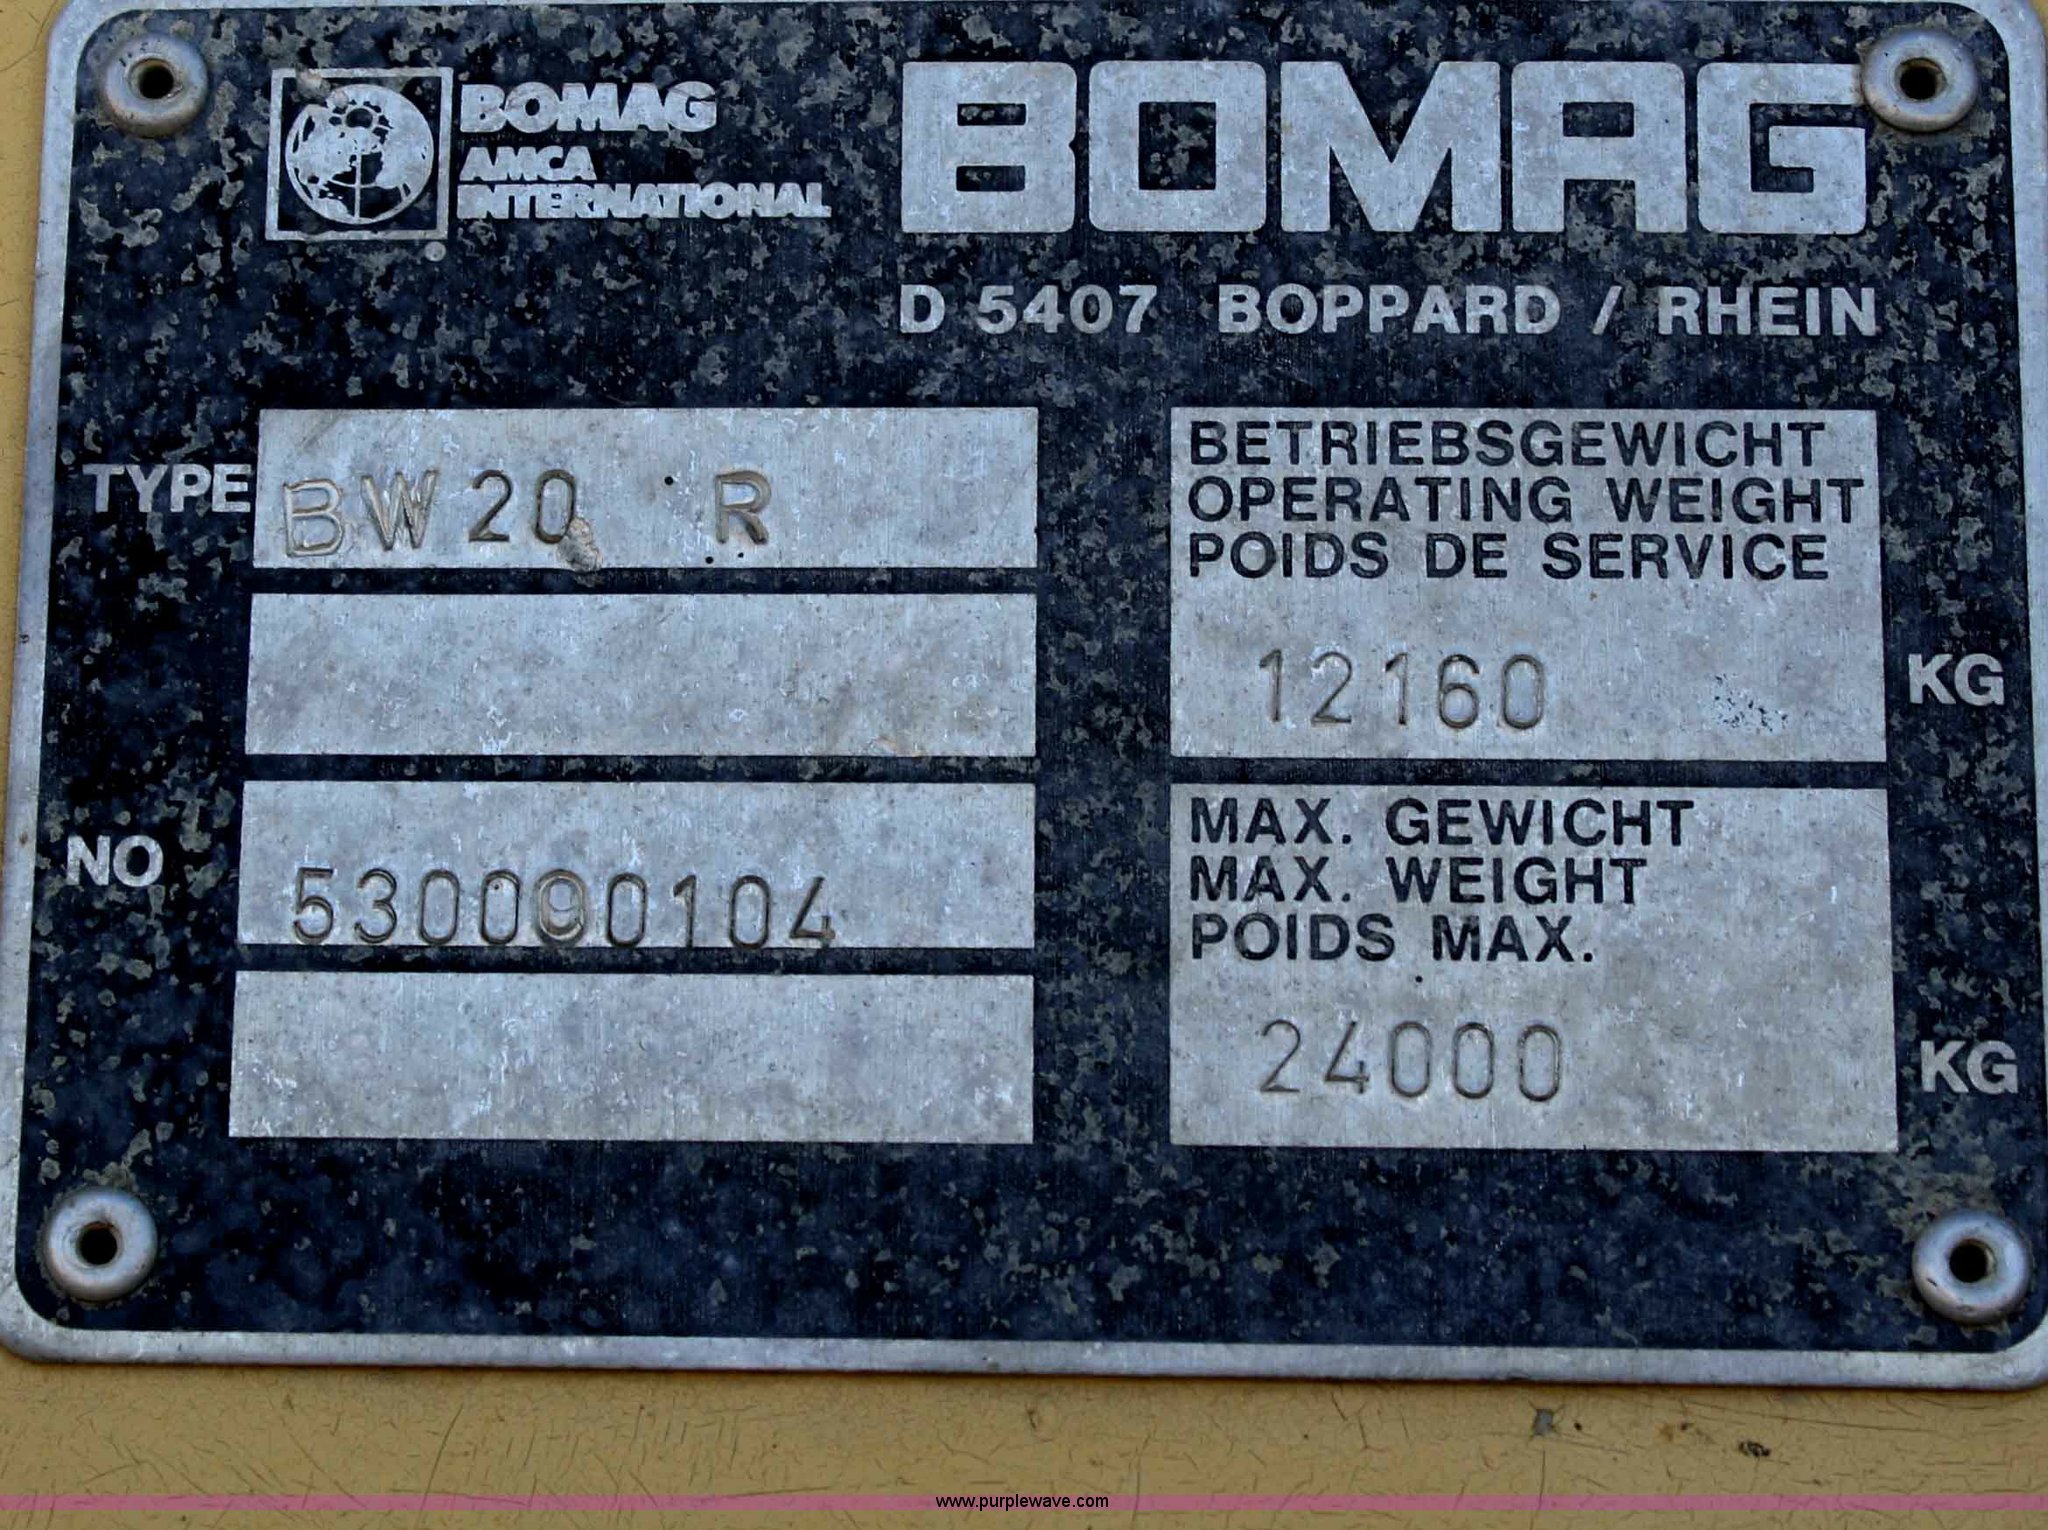 BOMAG
AMCA
INTERNATIONAL
BOMAG
D 5407 BOPPARD / RHEIN
TYPE BW 20 R
NO 530090104
BETRIEBSGEWICHT
OPERATING WEIGHT
POIDS DE SERVICE
12160 KG
MAX. GEWICHT
MAX. WEIGHT
POIDS MAX.
24000 KG
www.purplewave.com